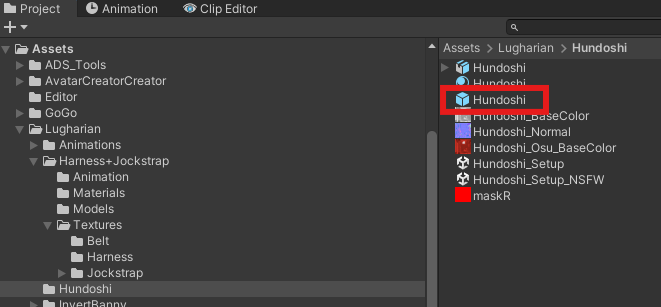 Project
Animation
Clip Editor
Assets
ADS_Tools
AvatarCreatorCreator
Editor
GoGo
Lugharian
Animations
Harness+Jockstrap
Animation
Materials
Models
Textures
Belt
Harness
Jockstrap
Hundoshi
InvertBanny
Assets > Lugharian > Hundoshi
Hundoshi
Hundoshi
Hundoshi
Hundoshi_BaseColor
Hundoshi_Normal
Hundoshi_Osu_BaseColor
Hundoshi_Setup
Hundoshi_Setup_NSFW
maskR